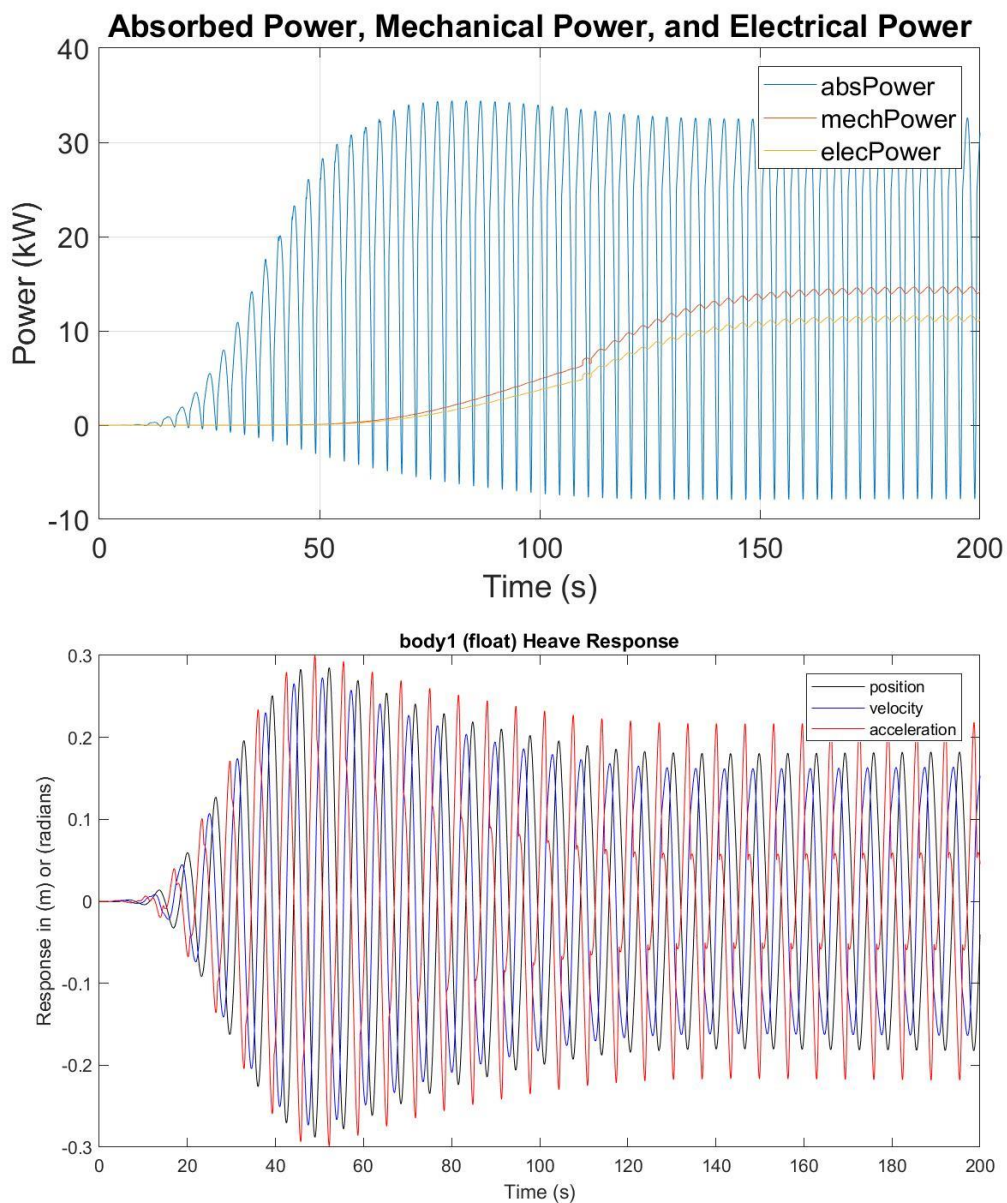 Absorbed Power, Mechanical Power, and Electrical Power
40
30
20
10
0
-10
Power (kW)
absPower
mechPower
elecPower
0 50 100 150 200
Time (s)
body1 (float) Heave Response
0.3
0.2
0.1
0
-0.1
-0.2
-0.3
Response in (m) or (radians)
position
velocity
acceleration
0 20 40 60 80 100 120 140 160 180 200
Time (s)